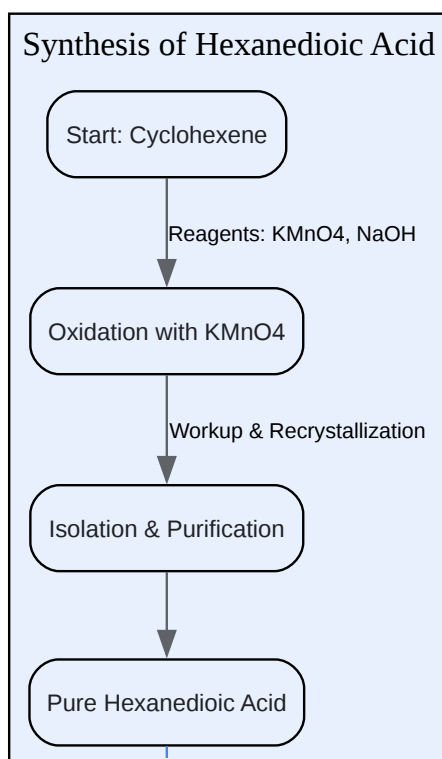 Synthesis of Hexanedioic Acid
Start: Cyclohexene
Reagents: KMnO4, NaOH
Oxidation with KMnO4
Workup & Recrystallization
Isolation & Purification
Pure Hexanedioic Acid